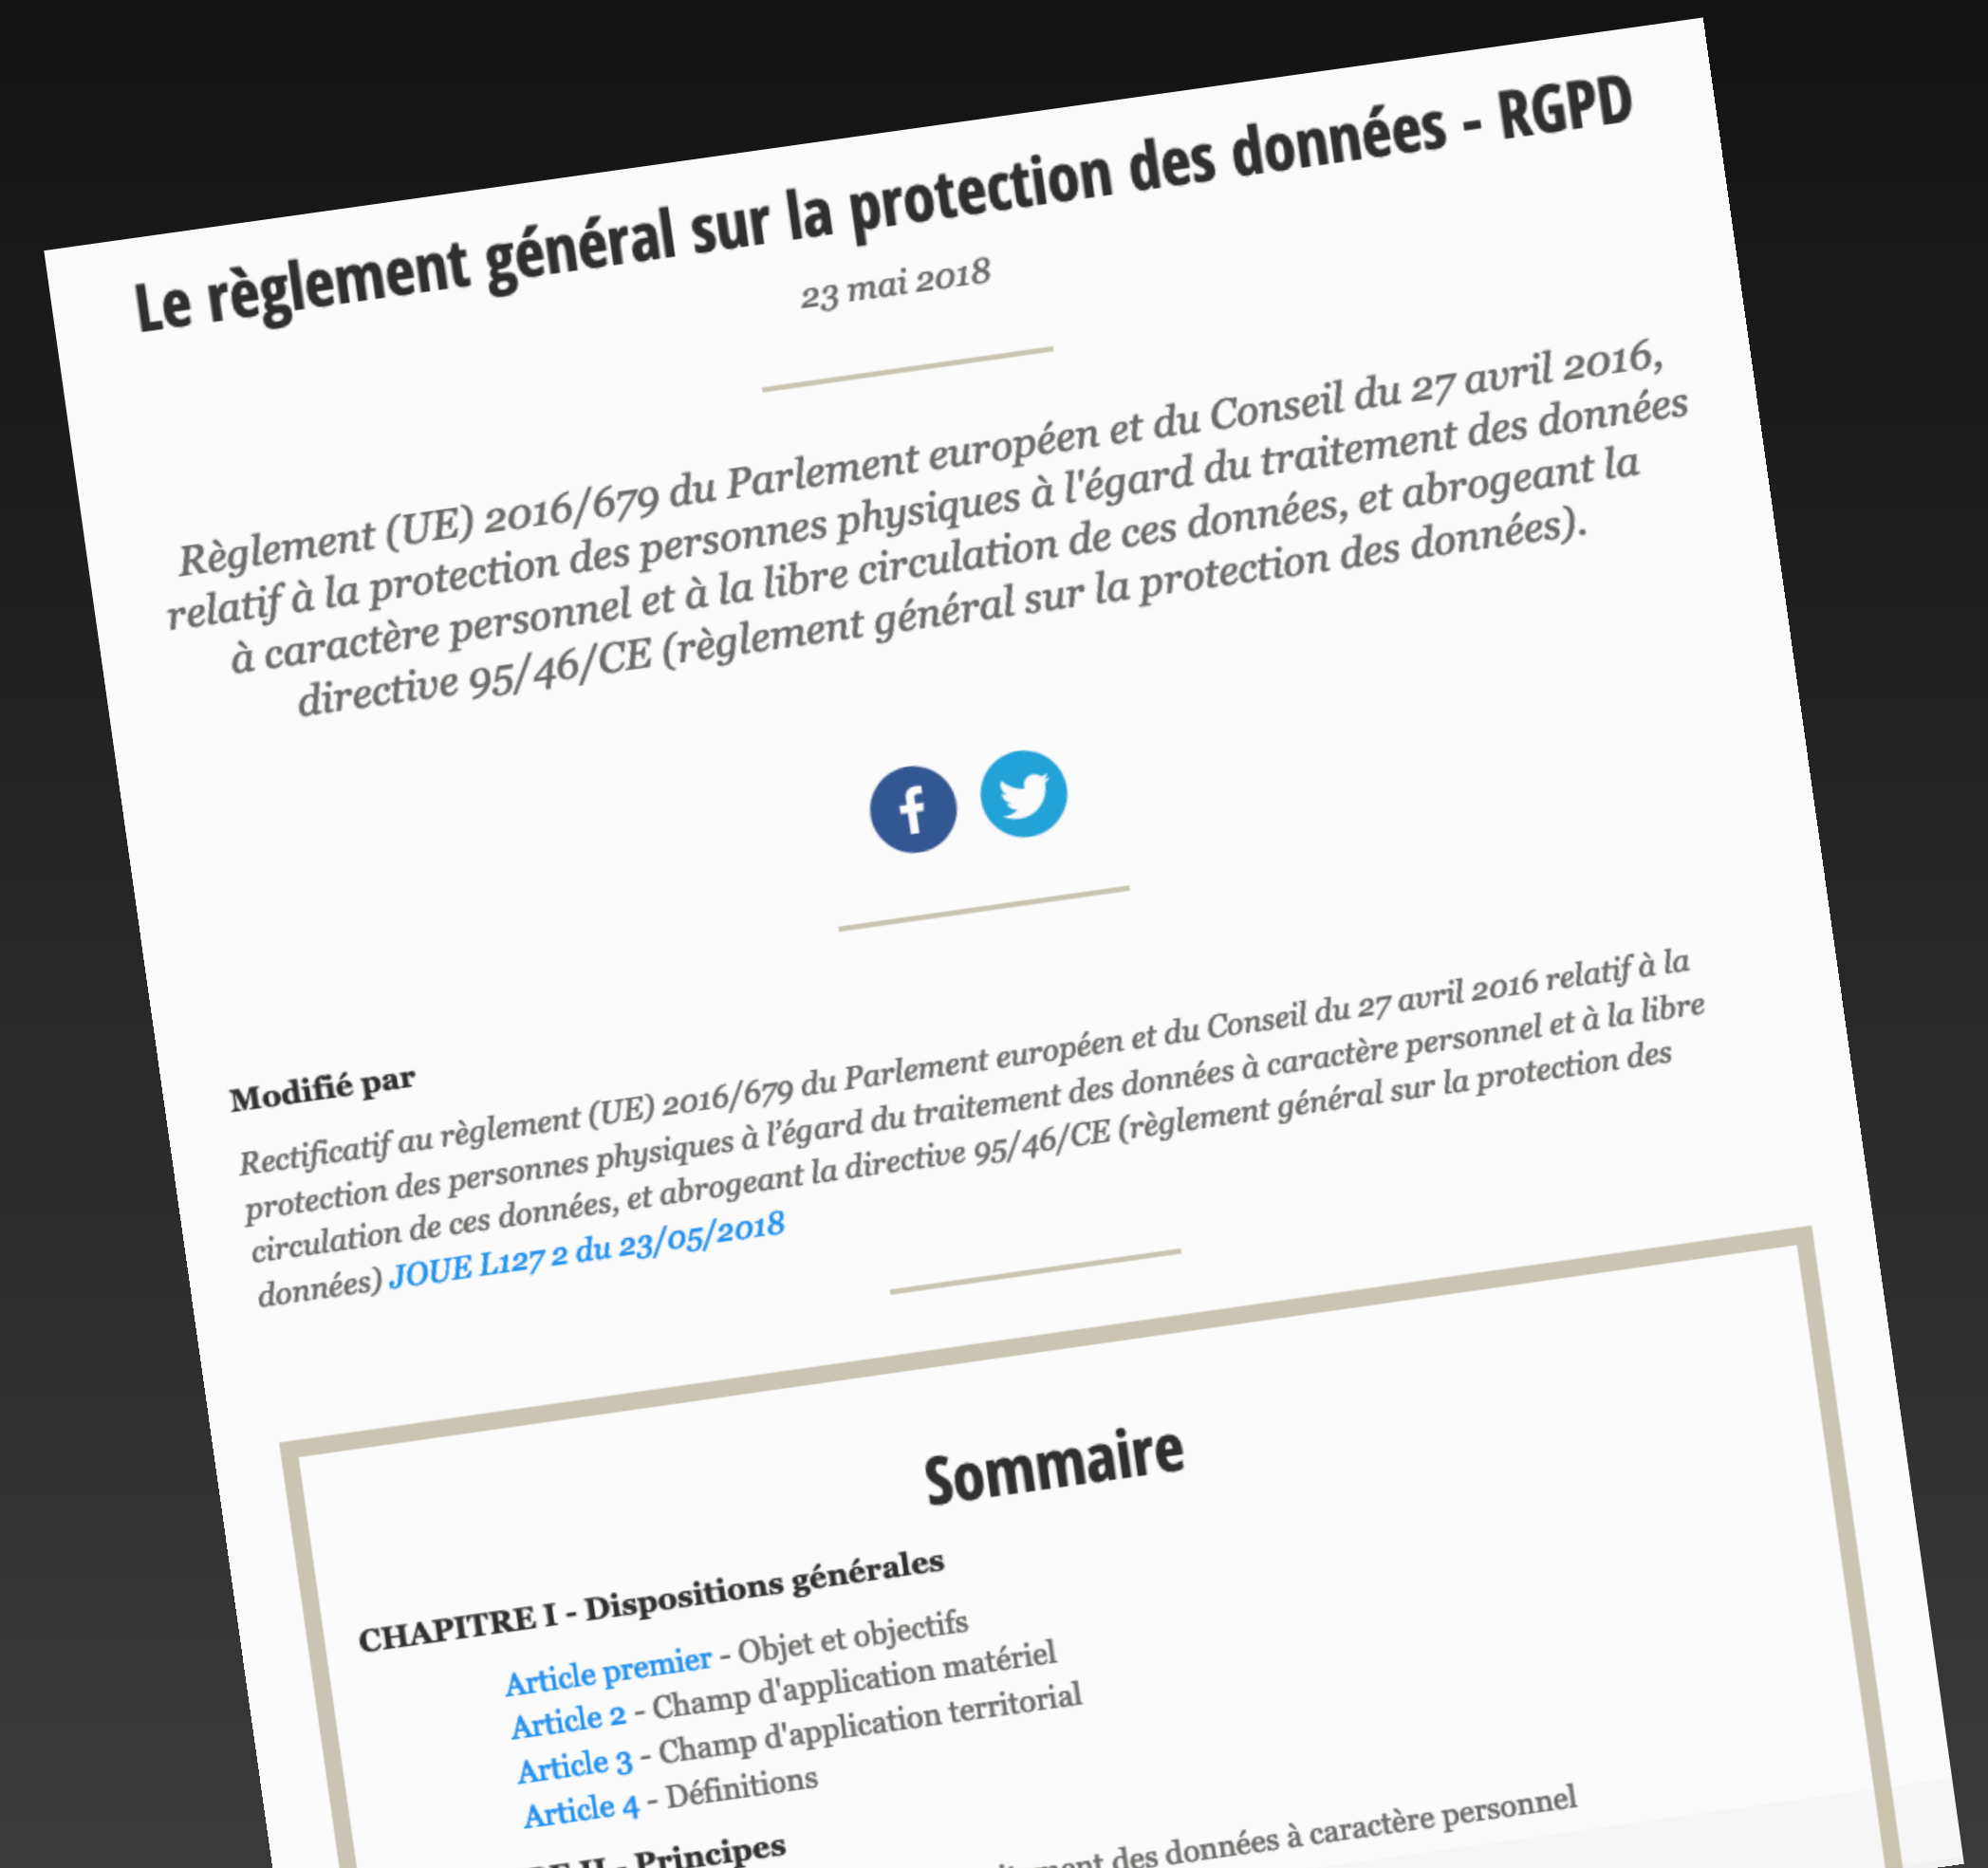 Le règlement général sur la protection des données - RGPD
23 mai 2018
Règlement (UE) 2016/679 du Parlement européen et du Conseil du 27 avril 2016,
relatif à la protection des personnes physiques à l'égard du traitement des données
à caractère personnel et à la libre circulation de ces données, et abrogeant la
directive 95/46/CE (règlement général sur la protection des données).
Modifié par
Rectificatif au règlement (UE) 2016/679 du Parlement européen et du Conseil du 27 avril 2016 relatif à la
protection des personnes physiques à l’égard du traitement des données à caractère personnel et à la libre
circulation de ces données, et abrogeant la directive 95/46/CE (règlement général sur la protection des
données) JOUE L127 2 du 23/05/2018
Sommaire
CHAPITRE I - Dispositions générales
Article premier - Objet et objectifs
Article 2 - Champ d'application matériel
Article 3 - Champ d'application territorial
Article 4 - Définitions
II - Principes
des données à caractère personnel